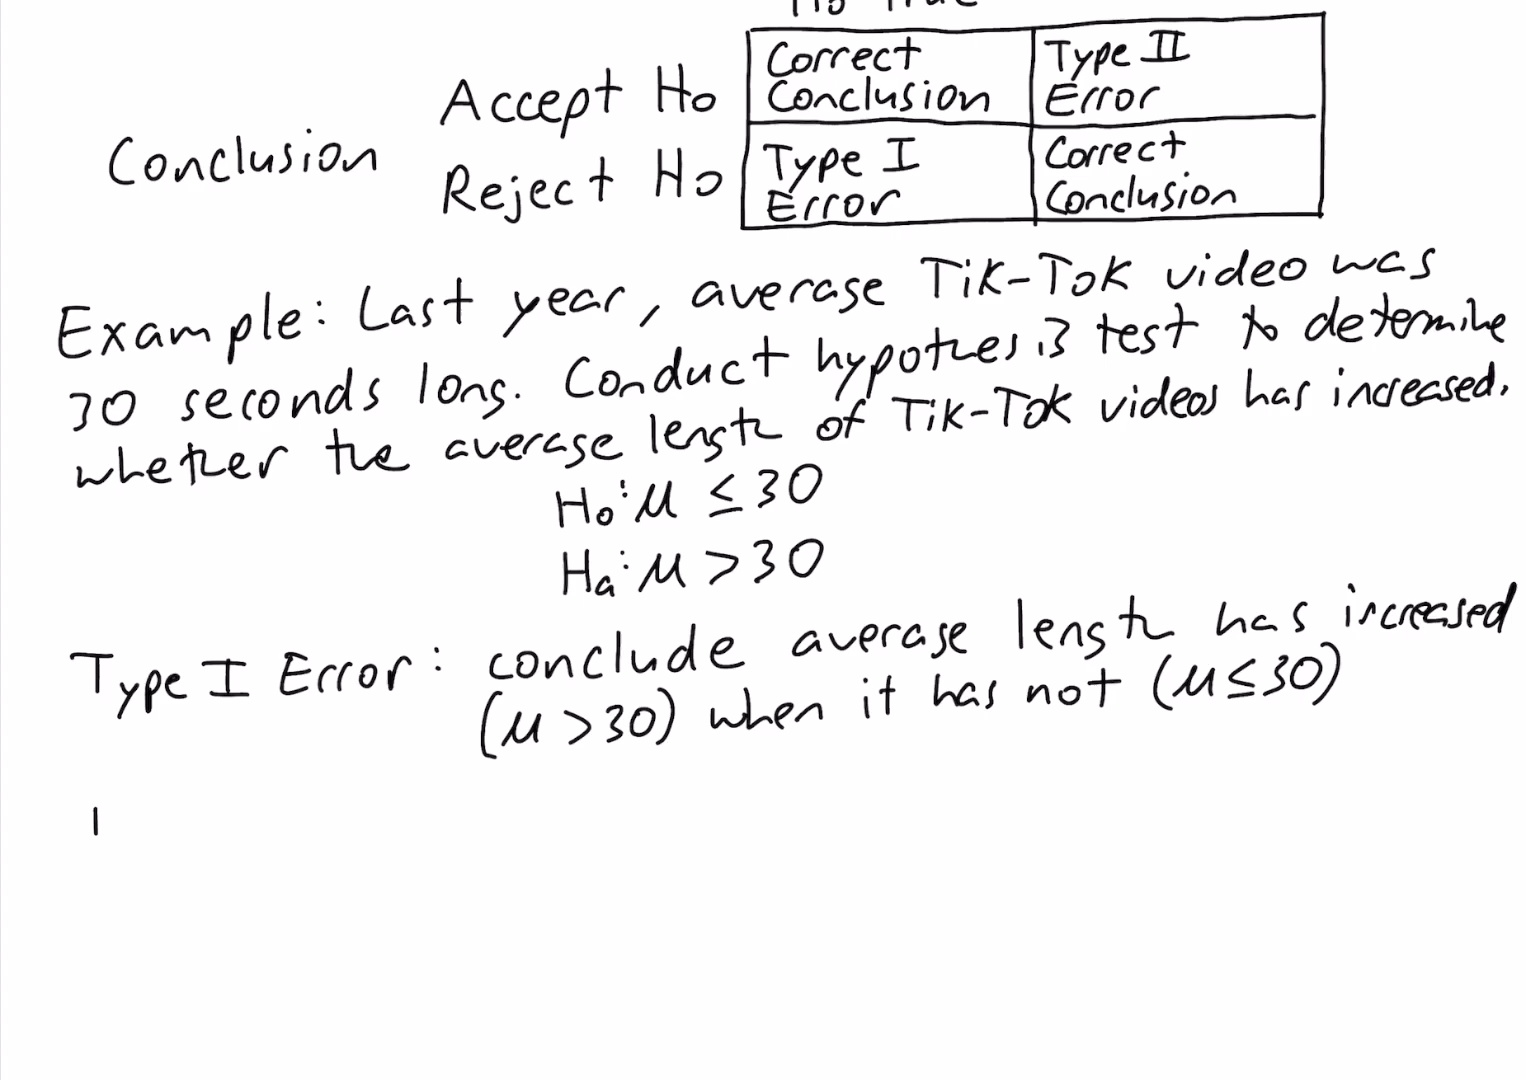 Ho True
Correct Conclusion Type II Error
Accept Ho
Conclusion
Reject Ho
Type I Error Correct Conclusion
Example: Last year, average TiK-ToK video was
30 seconds long. Conduct hypothesis test to determine
whether the average length of TiK-ToK videos has increased.
Ho: μ ≤ 30
Ha: μ > 30
Type I Error: conclude average length has increased
(μ > 30) when it has not (μ ≤ 30)